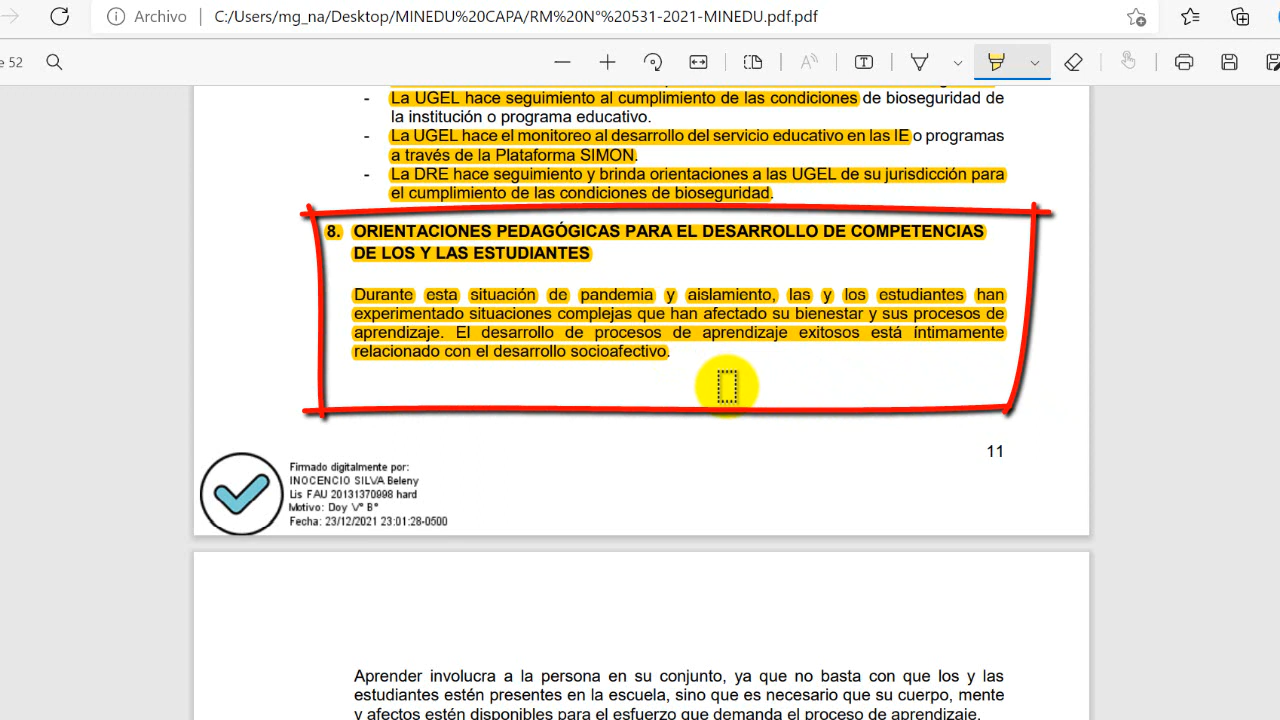 Archivo C:/Users/mg_na/Desktop/MINEDU%20CAPA/RM%20N°%20531-2021-MINEDU.pdf.pdf
e 52
- La UGEL hace seguimiento al cumplimiento de las condiciones de bioseguridad de
la institución o programa educativo.
- La UGEL hace el monitoreo al desarrollo del servicio educativo en las IE o programas
a través de la Plataforma SIMON.
- La DRE hace seguimiento y brinda orientaciones a las UGEL de su jurisdicción para
el cumplimiento de las condiciones de bioseguridad.
8. ORIENTACIONES PEDAGÓGICAS PARA EL DESARROLLO DE COMPETENCIAS
DE LOS Y LAS ESTUDIANTES
Durante esta situación de pandemia y aislamiento, las y los estudiantes han
experimentado situaciones complejas que han afectado su bienestar y sus procesos de
aprendizaje. El desarrollo de procesos de aprendizaje exitosos está íntimamente
relacionado con el desarrollo socioafectivo.
11
Firmado digitalmente por:
INOCENCIO SILVA Beleny
Lis FAU 20131370998 hard
Motivo: Doy V° B°
Fecha: 23/12/2021 23:01:28-0500
Aprender involucra a la persona en su conjunto, ya que no basta con que los y las
estudiantes estén presentes en la escuela, sino que es necesario que su cuerpo, mente
y afectos estén disponibles para el esfuerzo que demanda el proceso de aprendizaje.